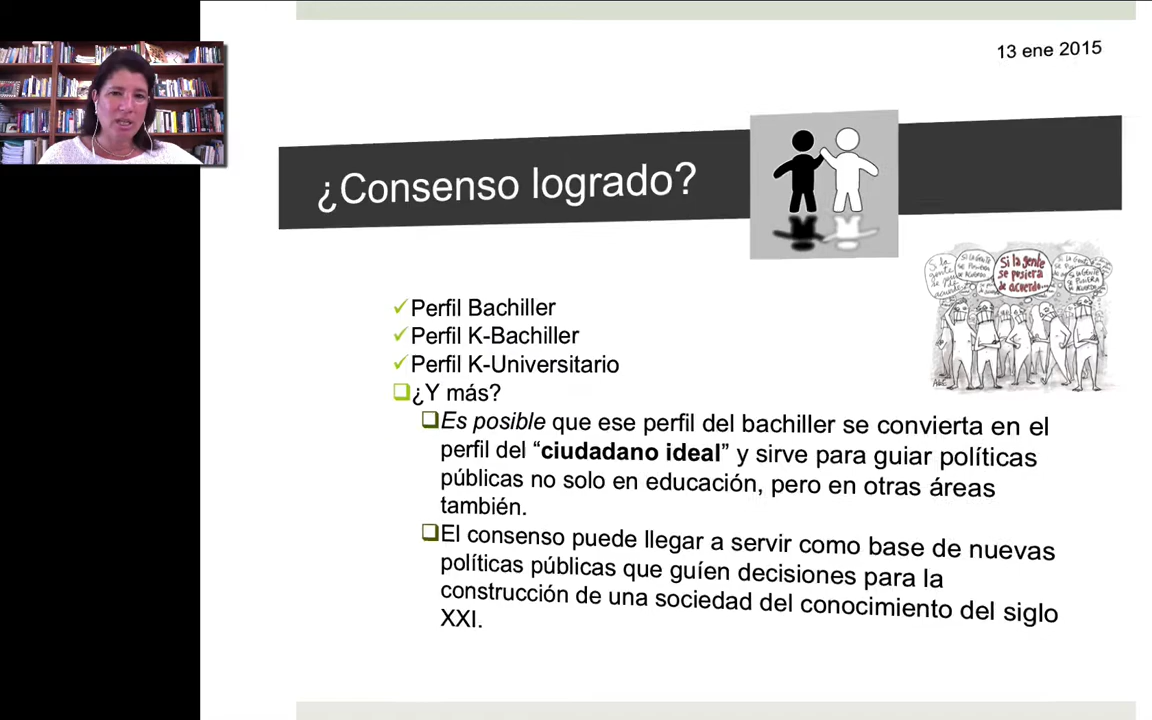 13 ene 2015
¿Consenso logrado?
Si la gente
se pusiera
de acuerdo...
Perfil Bachiller
Perfil K-Bachiller
Perfil K-Universitario
¿Y más?
Es posible que ese perfil del bachiller se convierta en el
perfil del “ciudadano ideal” y sirve para guiar políticas
públicas no solo en educación, pero en otras áreas
también.
El consenso puede llegar a servir como base de nuevas
políticas públicas que guíen decisiones para la
construcción de una sociedad del conocimiento del siglo
XXI.